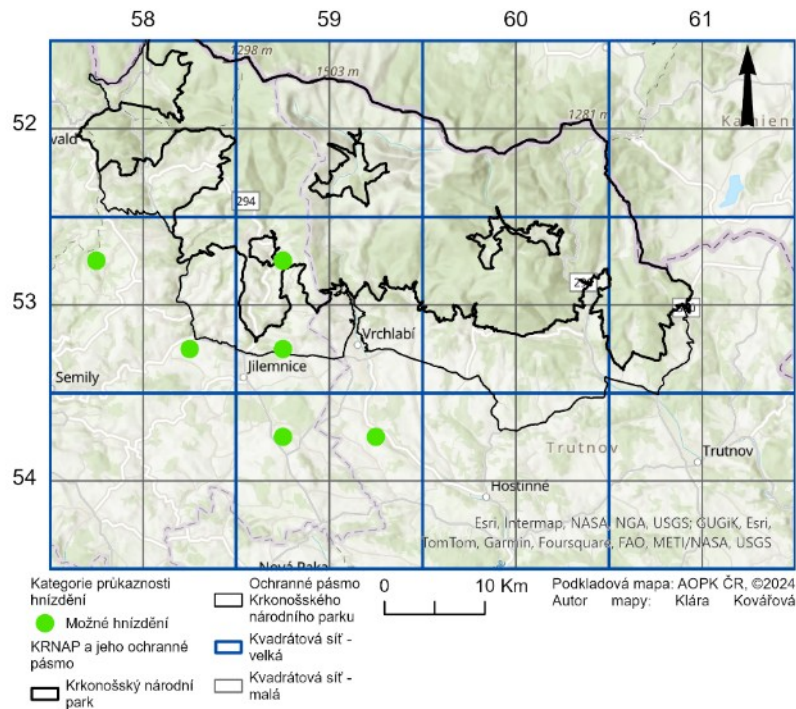 58 59 60 61
1298 m
1503 m
1281 m
52
wald
Kamienn
294
53
Vrchlabí
Semily
Jilemnice
Trutnov
Trutnov
54
Hostinné
Esri, Intermap, NASA, NGA, USGS; GUGiK, Esri,
TomTom, Garmin, Foursquare, FAO, METI/NASA, USGS
Nová Paka
Kategorie průkaznosti
hnízdění
Možné hnízdění
KRNAP a jeho ochranné
pásmo
Krkonošský národní
park
Ochranné pásmo
Krkonošského
národního parku
Kvadrátová síť -
velká
Kvadrátová síť -
malá
0 10 Km
Podkladová mapa: AOPK ČR, ©2024
Autor mapy: Klára Kovářová